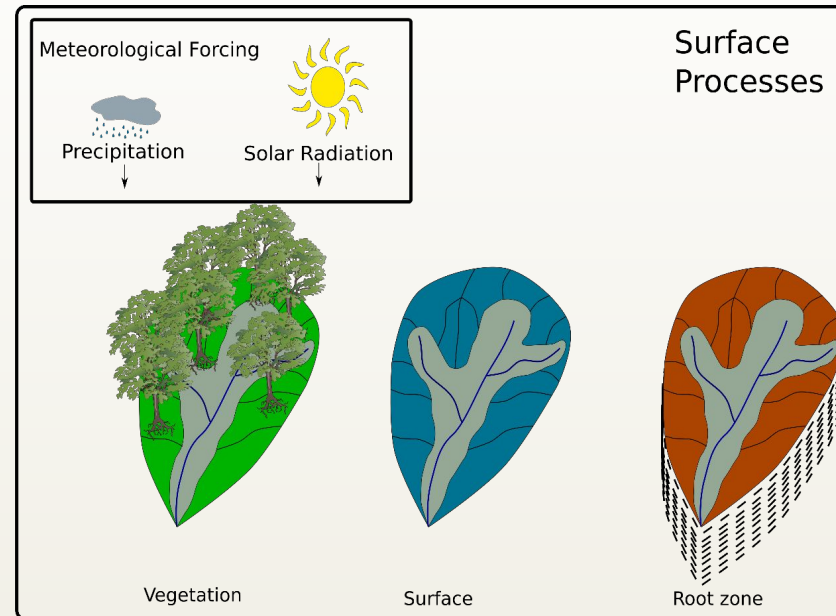 Meteorological Forcing
Precipitation
Solar Radiation
Surface
Processes
Vegetation
Surface
Root zone